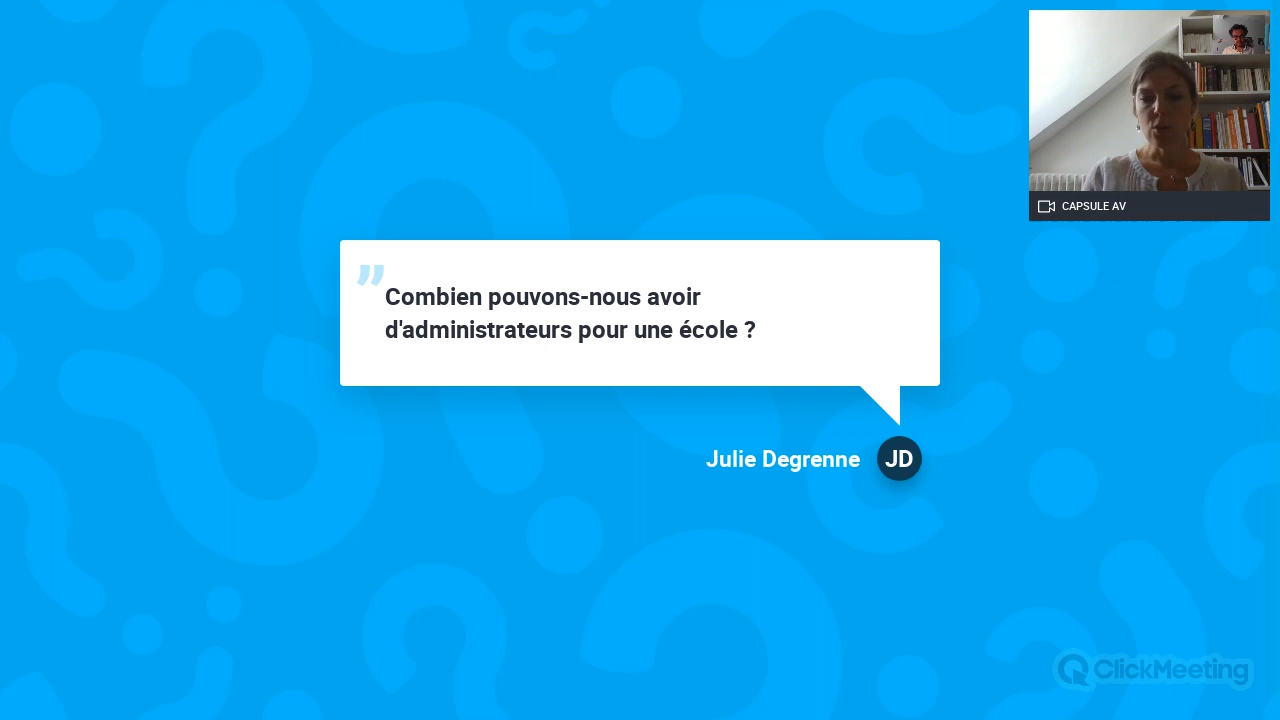 CAPSULE AV
”
Combien pouvons-nous avoir
d'administrateurs pour une école ?
Julie Degrenne JD
ClickMeeting